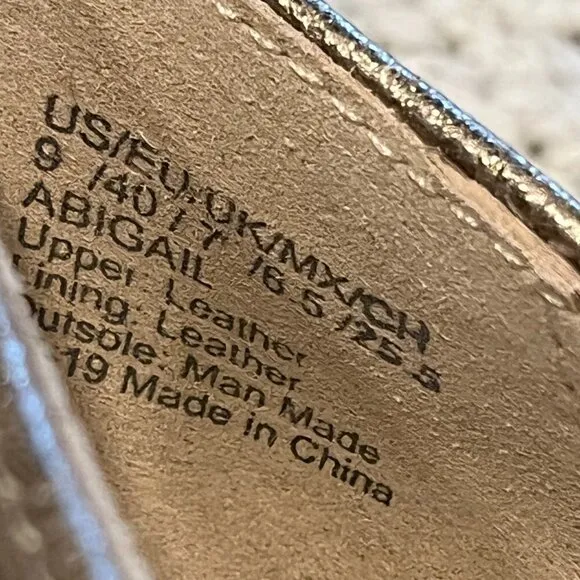 US/EU/UK/MX/CH
9 /40 / 7 /6.5 /25.5
ABIGAIL
Upper: Leather
Lining: Leather
Outsole: Man Made
19 Made in China